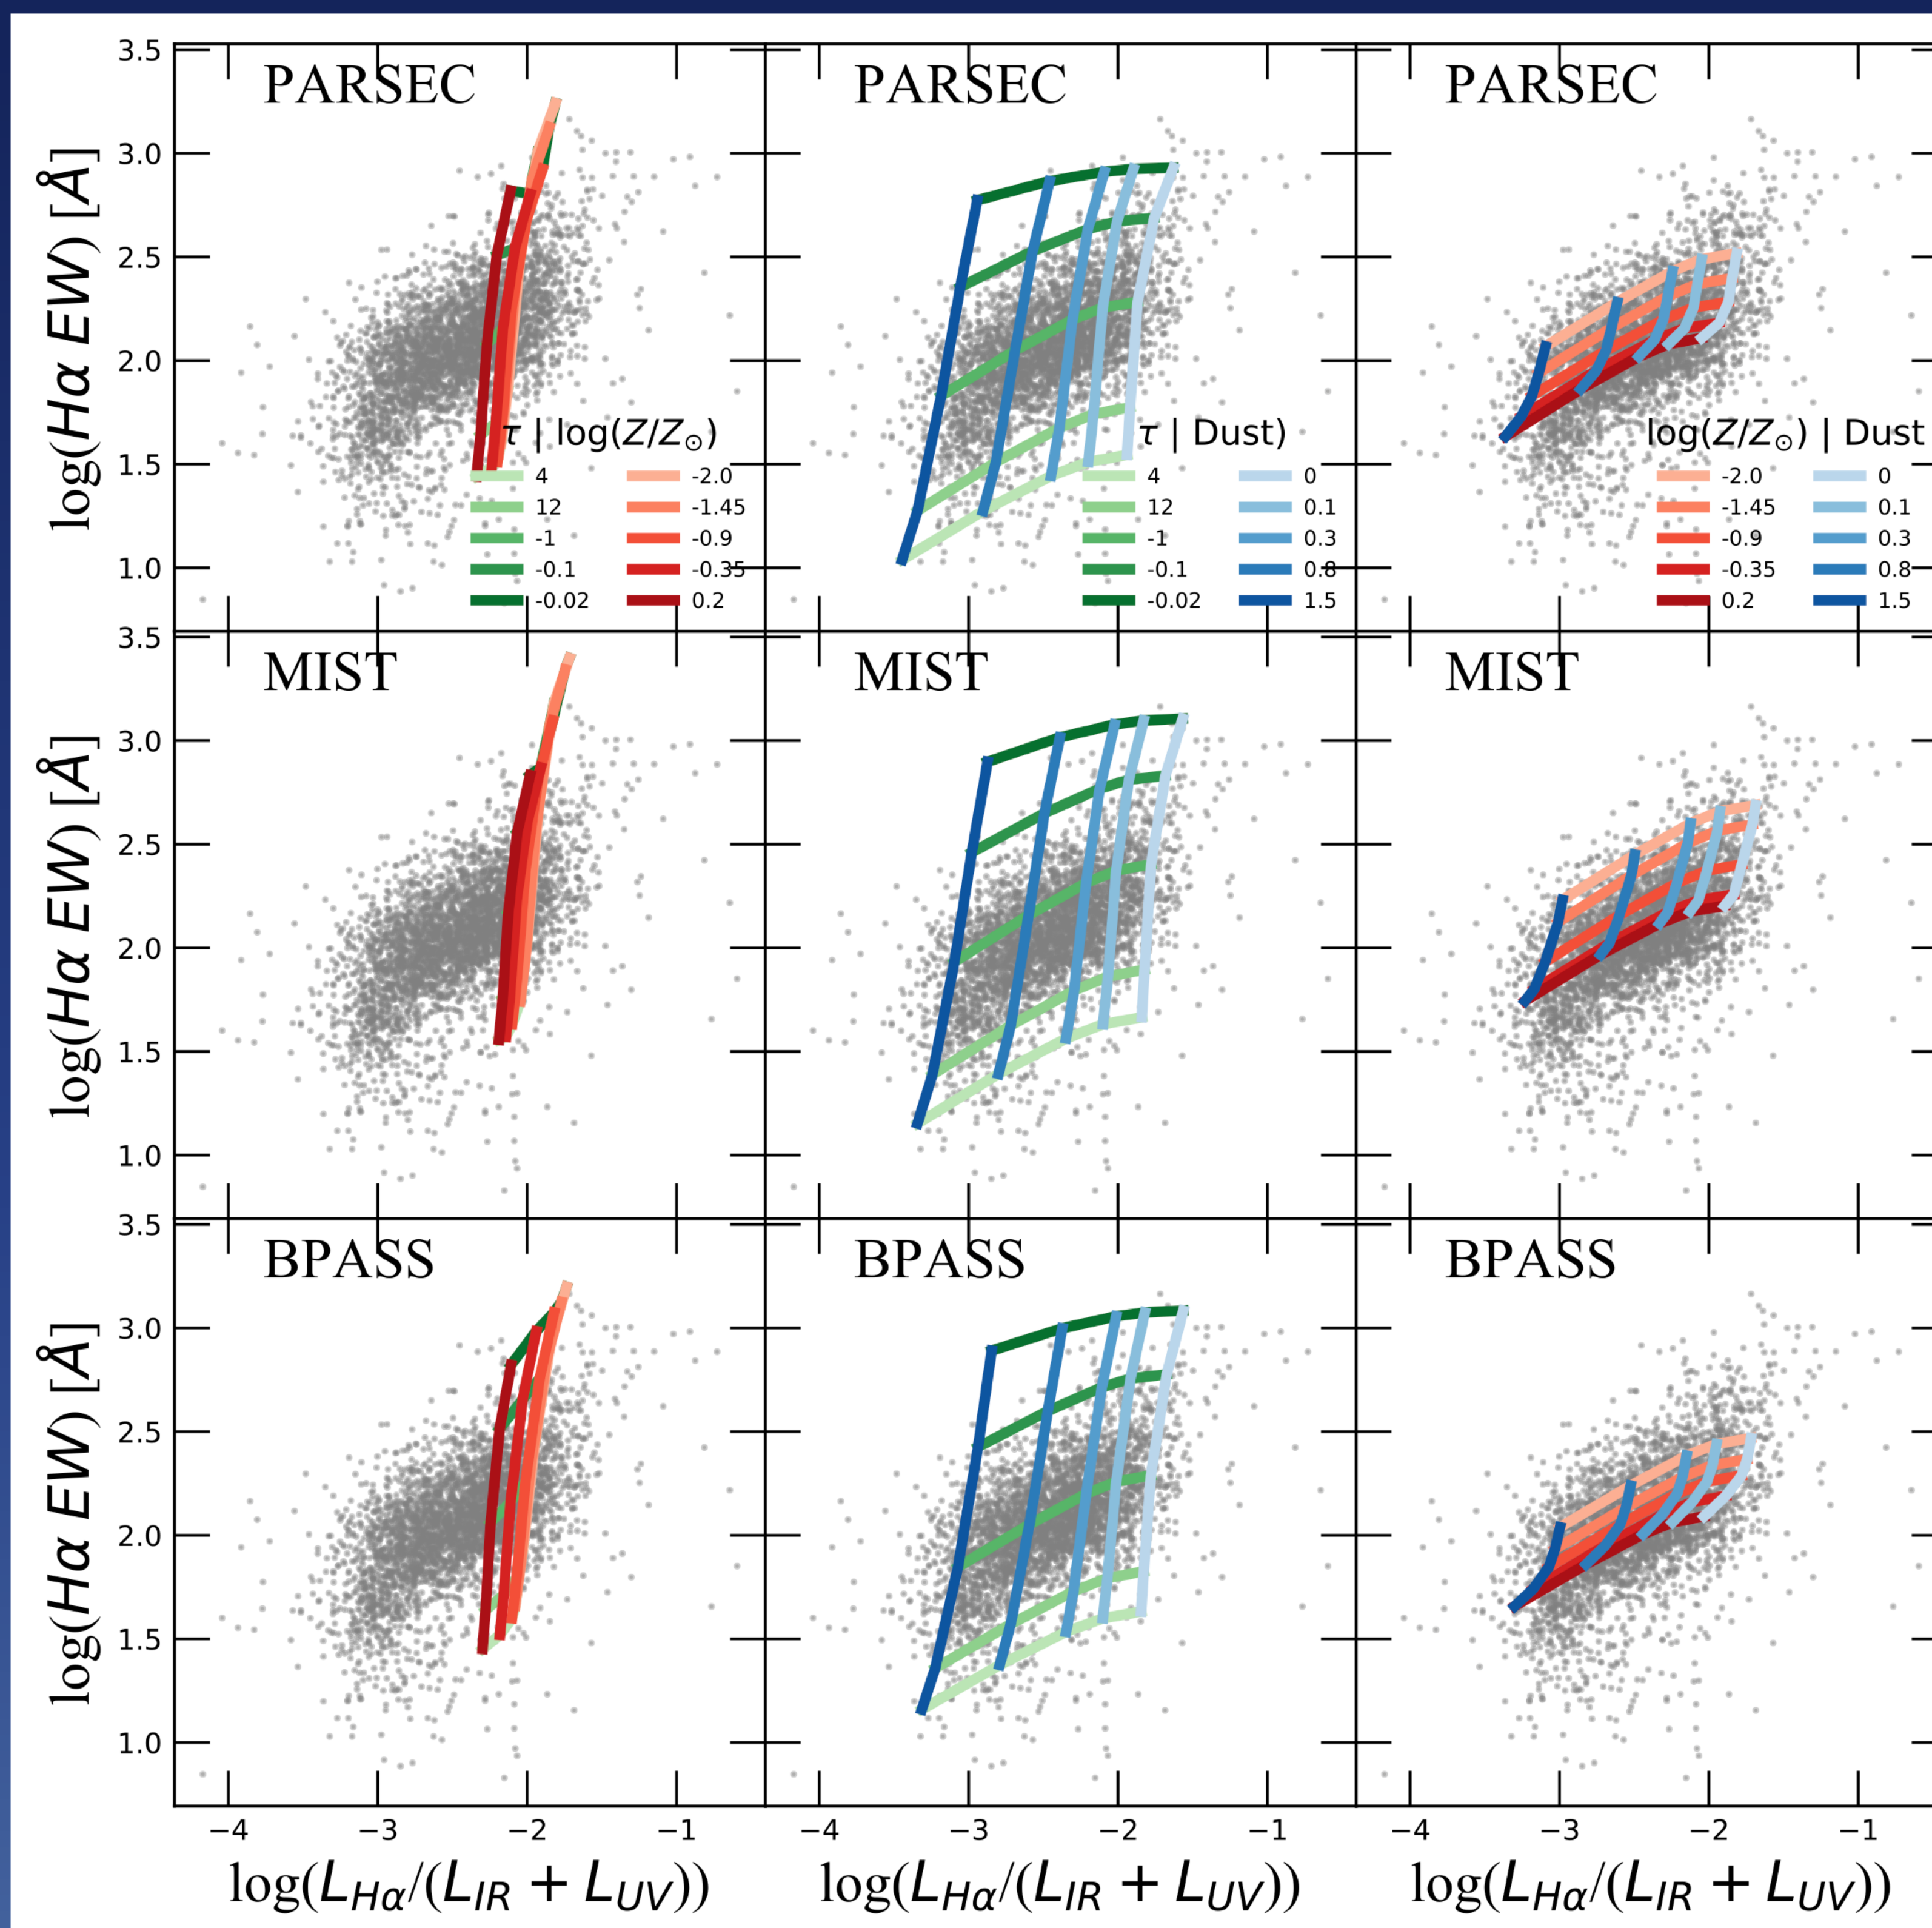 3.5
PARSEC PARSEC PARSEC
3.0
log(Hα EW) [Å]
2.5
2.0
τ | log(Z/Z⊙) τ | Dust) log(Z/Z⊙) | Dust
1.5
4 -2.0 4 0 -2.0 0
12 -1.45 12 0.1 -1.45 0.1
-1 -0.9 -1 0.3 -0.9 0.3
1.0
-0.1 -0.35 -0.1 0.8 -0.35 0.8
-0.02 0.2 -0.02 1.5 0.2 1.5
3.5
MIST MIST MIST
3.0
log(Hα EW) [Å]
2.5
2.0
1.5
1.0
3.5
BPASS BPASS BPASS
3.0
log(Hα EW) [Å]
2.5
2.0
1.5
1.0
−4 −3 −2 −1 −4 −3 −2 −1 −4 −3 −2 −1
log(LHα/(LIR + LUV)) log(LHα/(LIR + LUV)) log(LHα/(LIR + LUV))